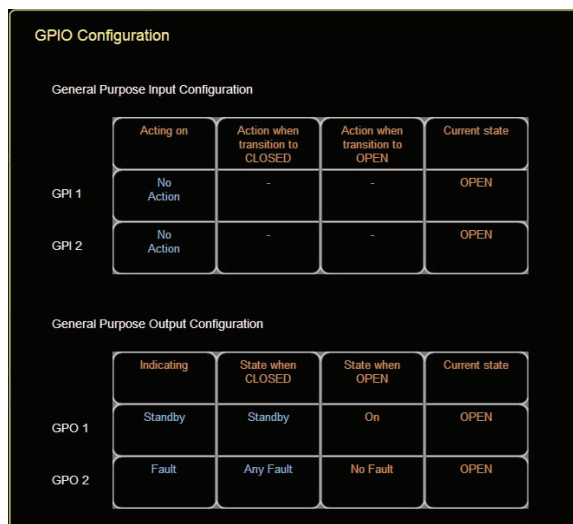 GPIO Configuration
General Purpose Input Configuration
Acting on
Action when
transition to
CLOSED
Action when
transition to
OPEN
Current state
GPI 1
No
Action
-
-
OPEN
GPI 2
No
Action
-
-
OPEN
General Purpose Output Configuration
Indicating
State when
CLOSED
State when
OPEN
Current state
GPO 1
Standby
Standby
On
OPEN
GPO 2
Fault
Any Fault
No Fault
OPEN